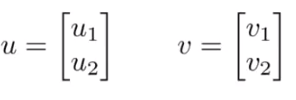 u = [u₁ u₂] v = [v₁ v₂]